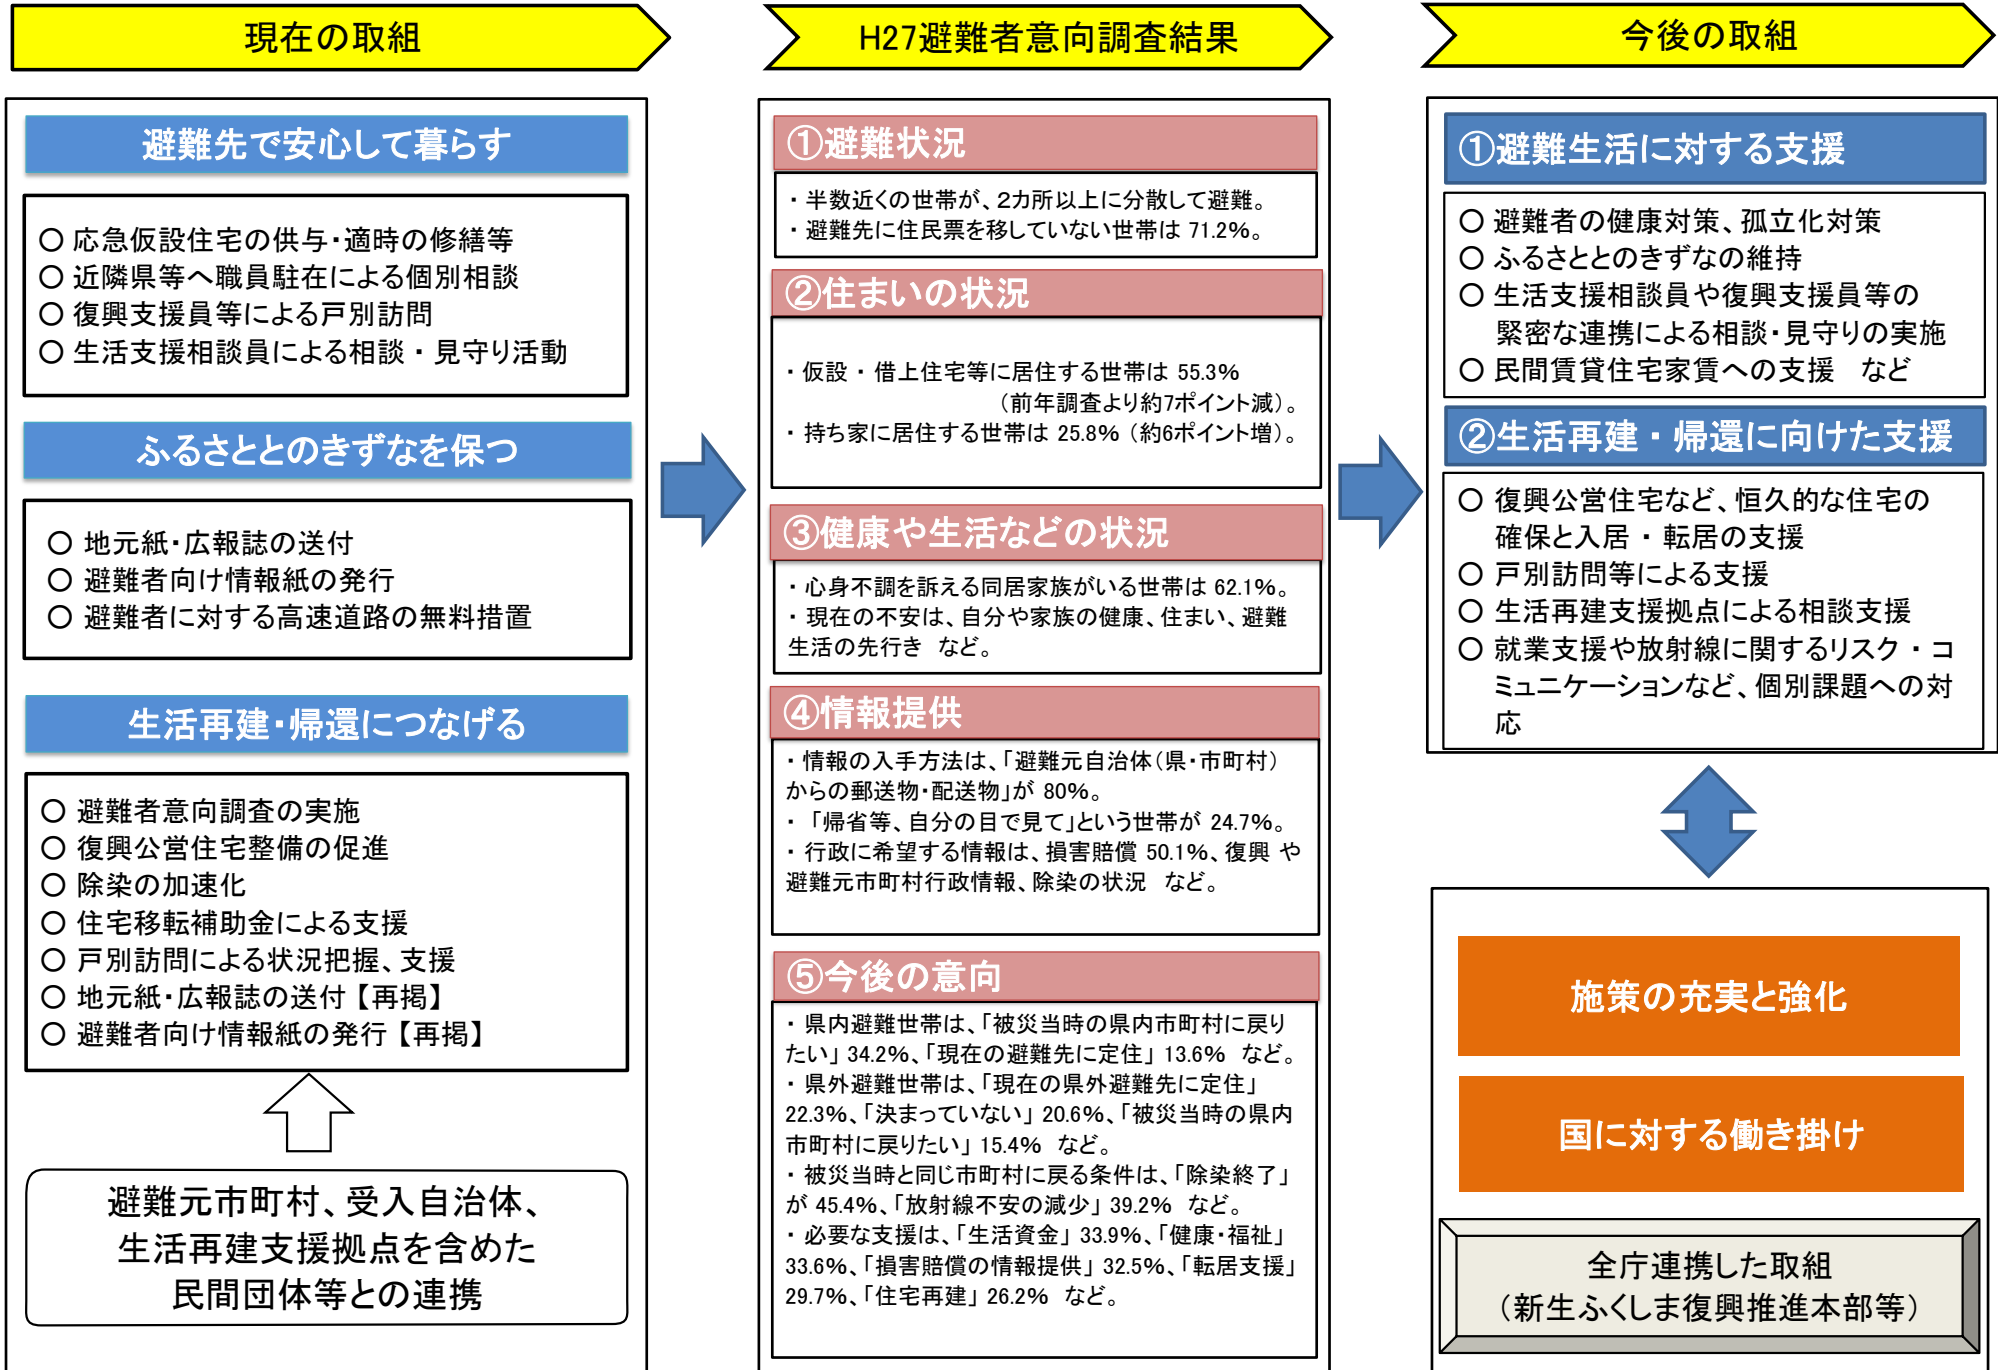 現在の取組
避難先で安心して暮らす
○ 応急仮設住宅の供与・適時の修繕等
○ 近隣県等へ職員駐在による個別相談
○ 復興支援員等による戸別訪問
○ 生活支援相談員による相談・見守り活動
ふるさととのきずなを保つ
○ 地元紙・広報誌の送付
○ 避難者向け情報紙の発行
○ 避難者に対する高速道路の無料措置
生活再建・帰還につなげる
○ 避難者意向調査の実施
○ 復興公営住宅整備の促進
○ 除染の加速化
○ 住宅移転補助金による支援
○ 戸別訪問による状況把握、支援
○ 地元紙・広報誌の送付【再掲】
○ 避難者向け情報紙の発行【再掲】
避難元市町村、受入自治体、
生活再建支援拠点を含めた
民間団体等との連携
H27避難者意向調査結果
①避難状況
・半数近くの世帯が、2カ所以上に分散して避難。
・避難先に住民票を移していない世帯は 71.2%。
②住まいの状況
・仮設・借上住宅等に居住する世帯は 55.3%
（前年調査より約7ポイント減）。
・持ち家に居住する世帯は 25.8%（約6ポイント増）。
③健康や生活などの状況
・心身不調を訴える同居家族がいる世帯は 62.1%。
・現在の不安は、自分や家族の健康、住まい、避難
生活の先行き など。
④情報提供
・情報の入手方法は、「避難元自治体（県・市町村）
からの郵送物・配送物」が 80%。
・「帰省等、自分の目で見て」という世帯が 24.7%。
・行政に希望する情報は、損害賠償 50.1%、復興 や
避難元市町村行政情報、除染の状況 など。
⑤今後の意向
・県内避難世帯は、「被災当時の県内市町村に戻り
たい」 34.2%、「現在の避難先に定住」 13.6% など。
・県外避難世帯は、「現在の県外避難先に定住」
22.3%、「決まっていない」 20.6%、「被災当時の県内
市町村に戻りたい」 15.4% など。
・被災当時と同じ市町村に戻る条件は、「除染終了」
が 45.4%、「放射線不安の減少」 39.2% など。
・必要な支援は、「生活資金」 33.9%、「健康・福祉」
33.6%、「損害賠償の情報提供」 32.5%、「転居支援」
29.7%、「住宅再建」 26.2% など。
今後の取組
①避難生活に対する支援
○ 避難者の健康対策、孤立化対策
○ ふるさととのきずなの維持
○ 生活支援相談員や復興支援員等の
緊密な連携による相談・見守りの実施
○ 民間賃貸住宅家賃への支援 など
②生活再建・帰還に向けた支援
○ 復興公営住宅など、恒久的な住宅の
確保と入居・転居の支援
○ 戸別訪問等による支援
○ 生活再建支援拠点による相談支援
○ 就業支援や放射線に関するリスク・コ
ミュニケーションなど、個別課題への対
応
施策の充実と強化
国に対する働き掛け
全庁連携した取組
（新生ふくしま復興推進本部等）